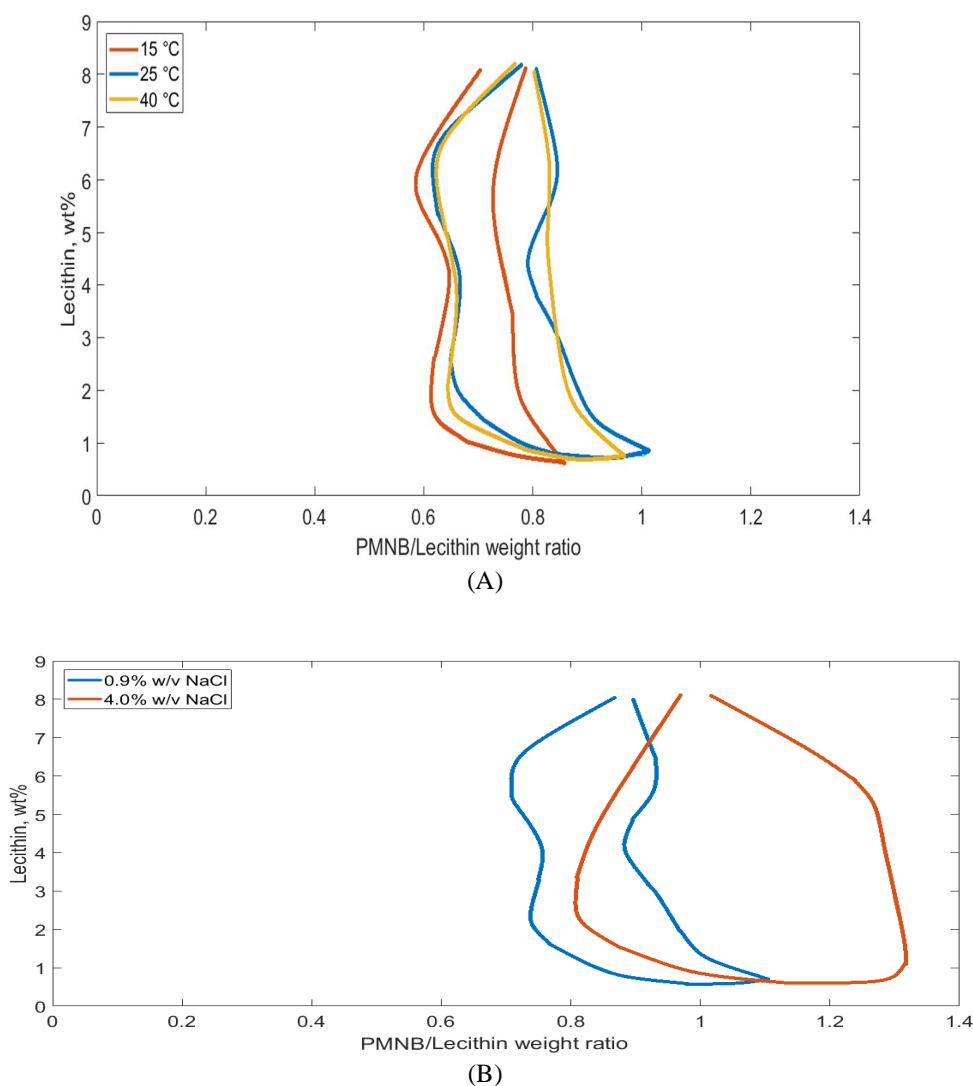 9
8
7
6
5
4
3
2
1
0
Lecithin, wt%
15 °C
25 °C
40 °C
0 0.2 0.4 0.6 0.8 1 1.2 1.4
PMNB/Lecithin weight ratio
(A)
9
8
7
6
5
4
3
2
1
0
Lecithin, wt%
0.9% w/v NaCl
4.0% w/v NaCl
0 0.2 0.4 0.6 0.8 1 1.2 1.4
PMNB/Lecithin weight ratio
(B)